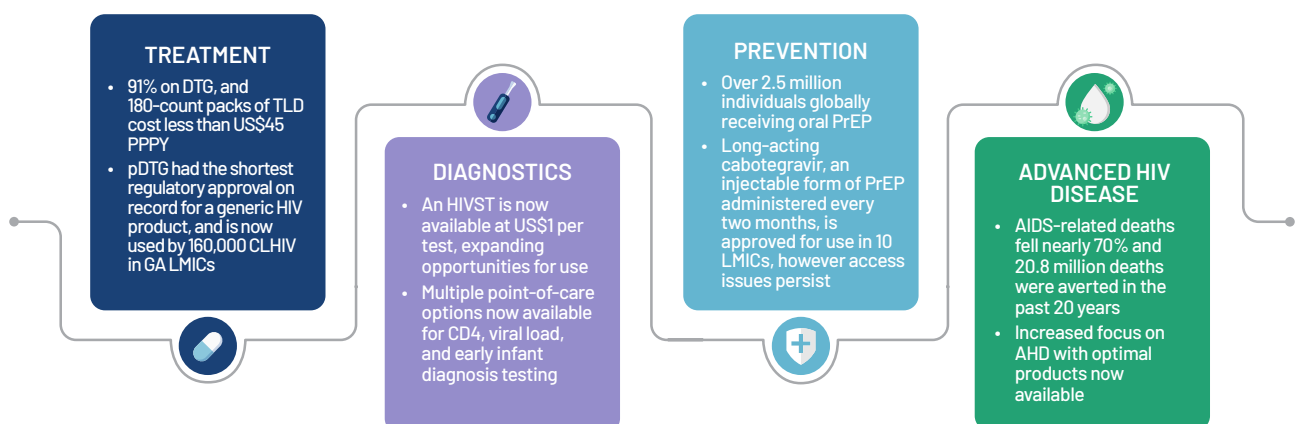 TREATMENT
• 91% on DTG, and
180-count packs of TLD
cost less than US$45
PPPY
• pDTG had the shortest
regulatory approval on
record for a generic HIV
product, and is now
used by 160,000 CLHIV
in GA LMICs
DIAGNOSTICS
• An HIVST is now
available at US$1 per
test, expanding
opportunities for use
• Multiple point-of-care
options now available
for CD4, viral load,
and early infant
diagnosis testing
PREVENTION
• Over 2.5 million
individuals globally
receiving oral PrEP
• Long-acting
cabotegravir, an
injectable form of PrEP
administered every
two months, is
approved for use in 10
LMICs, however access
issues persist
ADVANCED HIV
DISEASE
• AIDS-related deaths
fell nearly 70% and
20.8 million deaths
were averted in the
past 20 years
• Increased focus on
AHD with optimal
products now
available